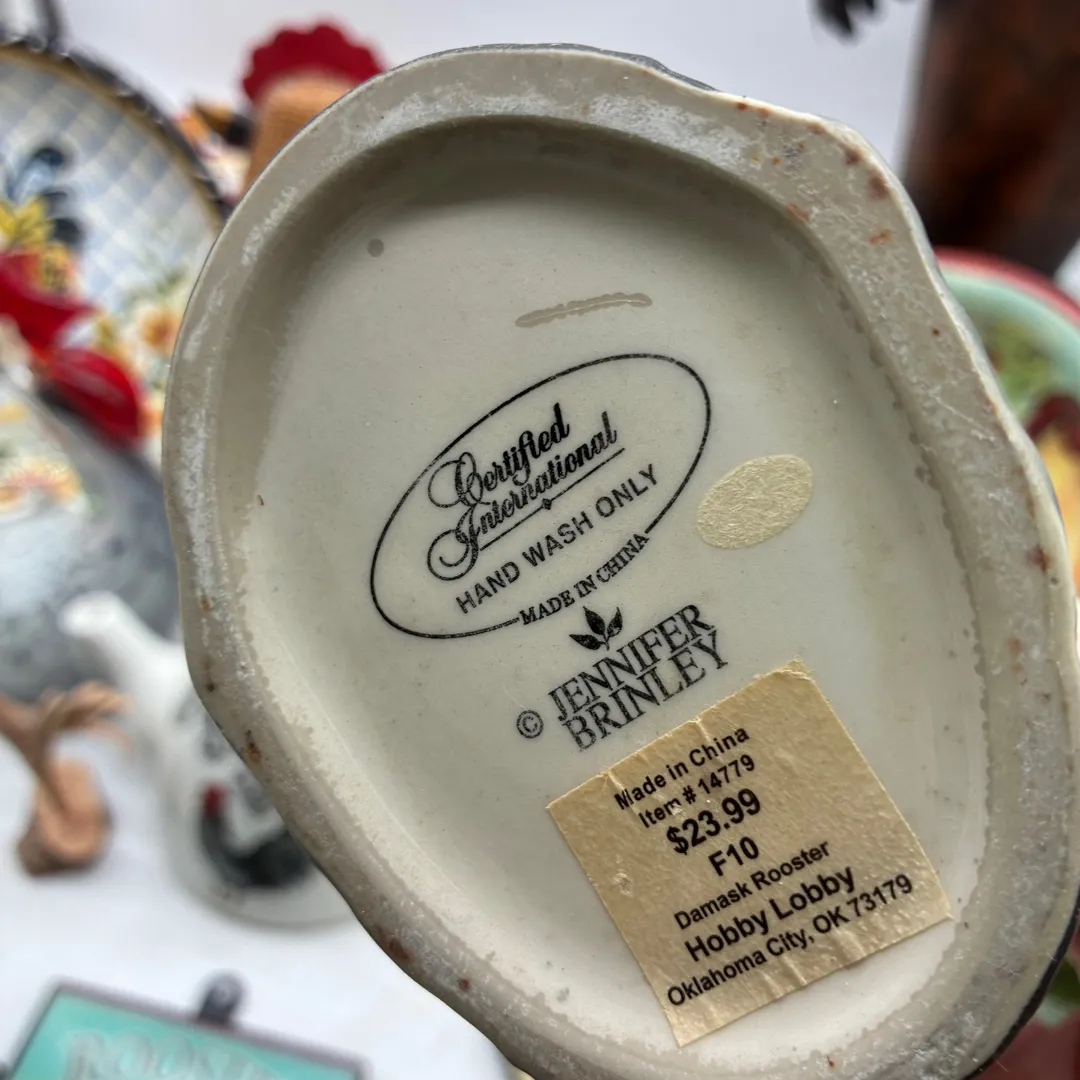 Certified
International
HAND WASH ONLY
MADE IN CHINA
© JENNIFER
BRINLEY
Made in China
Item # 14779
$23.99
F10
Damask Rooster
Hobby Lobby
Oklahoma City, OK 73179